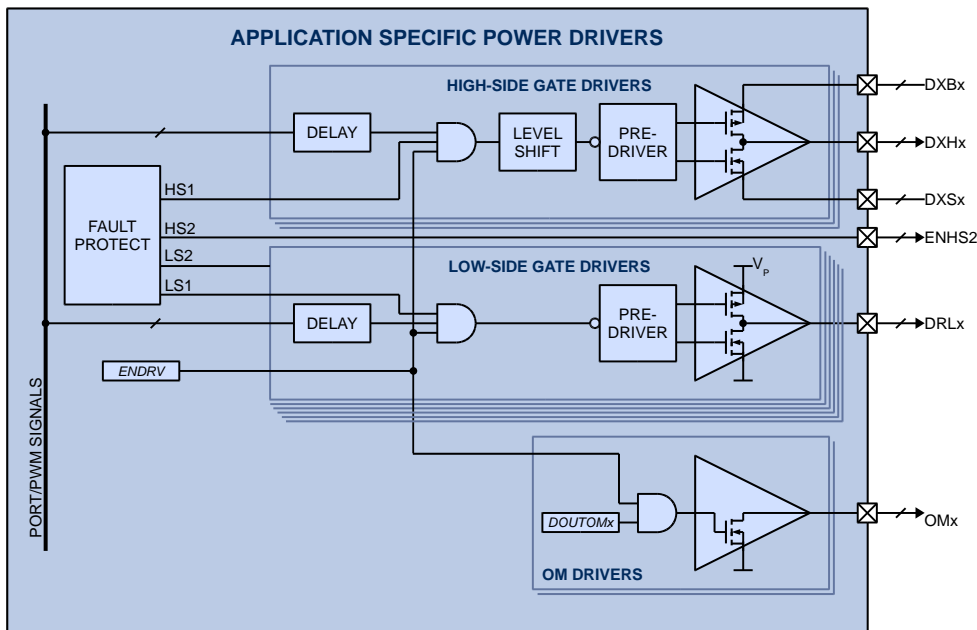 APPLICATION SPECIFIC POWER DRIVERS
HIGH-SIDE GATE DRIVERS
DXBx
DELAY
LEVEL
SHIFT
PRE-
DRIVER
DXHx
FAULT
PROTECT
HS1
DXSx
HS2
ENHS2
LS2
LOW-SIDE GATE DRIVERS
VP
LS1
DELAY
PRE-
DRIVER
DRLx
ENDRV
PORT/PWM SIGNALS
DOUTOMx
OMx
OM DRIVERS